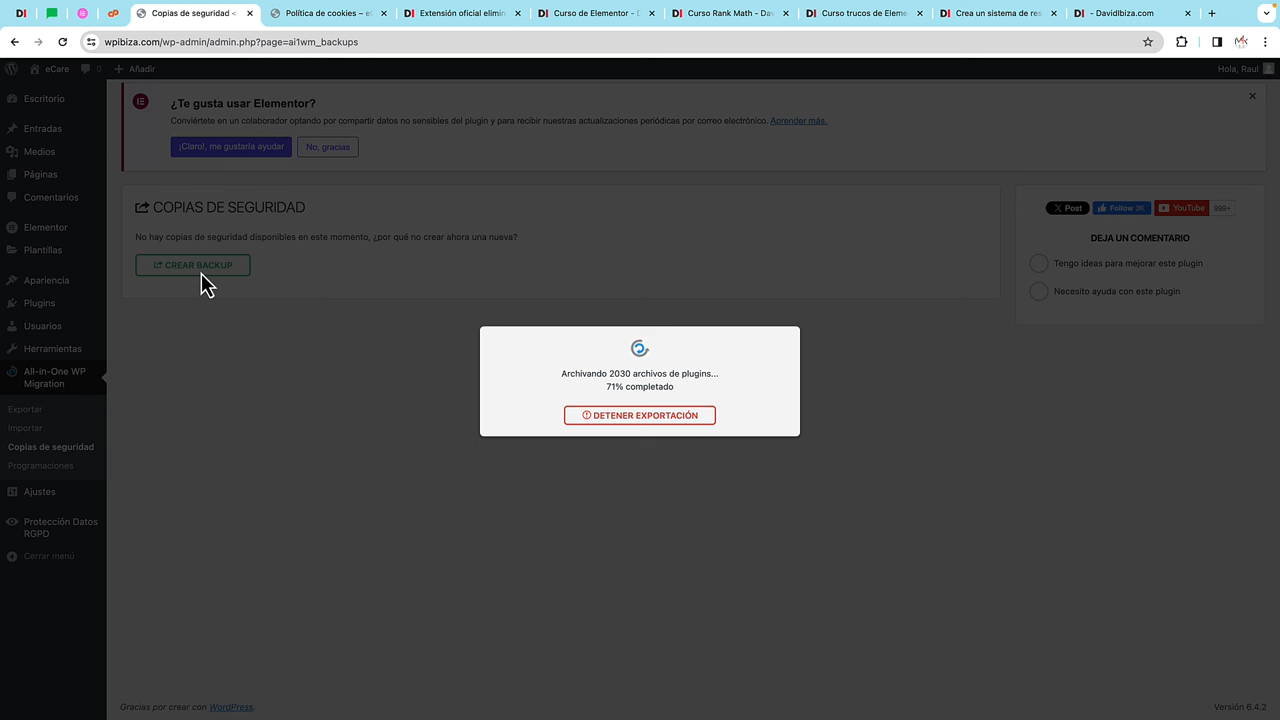 DI
Copias de seguridad <
Política de cookies – e
Extensión oficial elimin
Curso de Elementor - D
Curso Rank Math - Dav
Curso trucos de Eleme
Crea un sistema de res
- DavidIbiza.com
wpibiza.com/wp-admin/admin.php?page=ai1wm_backups
eCare
0
Añadir
Hola, Raul
Escritorio
Entradas
Medios
Páginas
Comentarios
Elementor
Plantillas
Apariencia
Plugins
Usuarios
Herramientas
All-in-One WP
Migration
Exportar
Importar
Copias de seguridad
Programaciones
Ajustes
Protección Datos
RGPD
Cerrar menú
¿Te gusta usar Elementor?
Conviértete en un colaborador optando por compartir datos no sensibles del plugin y para recibir nuestras actualizaciones periódicas por correo electrónico. Aprender más.
¡Claro!, me gustaría ayudar
No, gracias
COPIAS DE SEGURIDAD
No hay copias de seguridad disponibles en este momento, ¿por qué no crear ahora una nueva?
CREAR BACKUP
X Post
Follow 3K
YouTube
999+
DEJA UN COMENTARIO
Tengo ideas para mejorar este plugin
Necesito ayuda con este plugin
Archivando 2030 archivos de plugins...
71% completado
DETENER EXPORTACIÓN
Gracias por crear con WordPress.
Versión 6.4.2